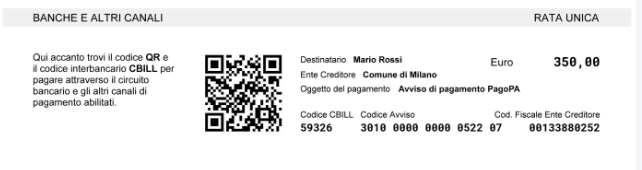 BANCHE E ALTRI CANALI RATA UNICA
Qui accanto trovi il codice QR e
il codice interbancario CBILL per
pagare attraverso il circuito
bancario e gli altri canali di
pagamento abilitati.
Destinatario Mario Rossi Euro 350,00
Ente Creditore Comune di Milano
Oggetto del pagamento Avviso di pagamento PagoPA
Codice CBILL Codice Avviso Cod. Fiscale Ente Creditore
59326 3010 0000 0000 0522 07 00133880252